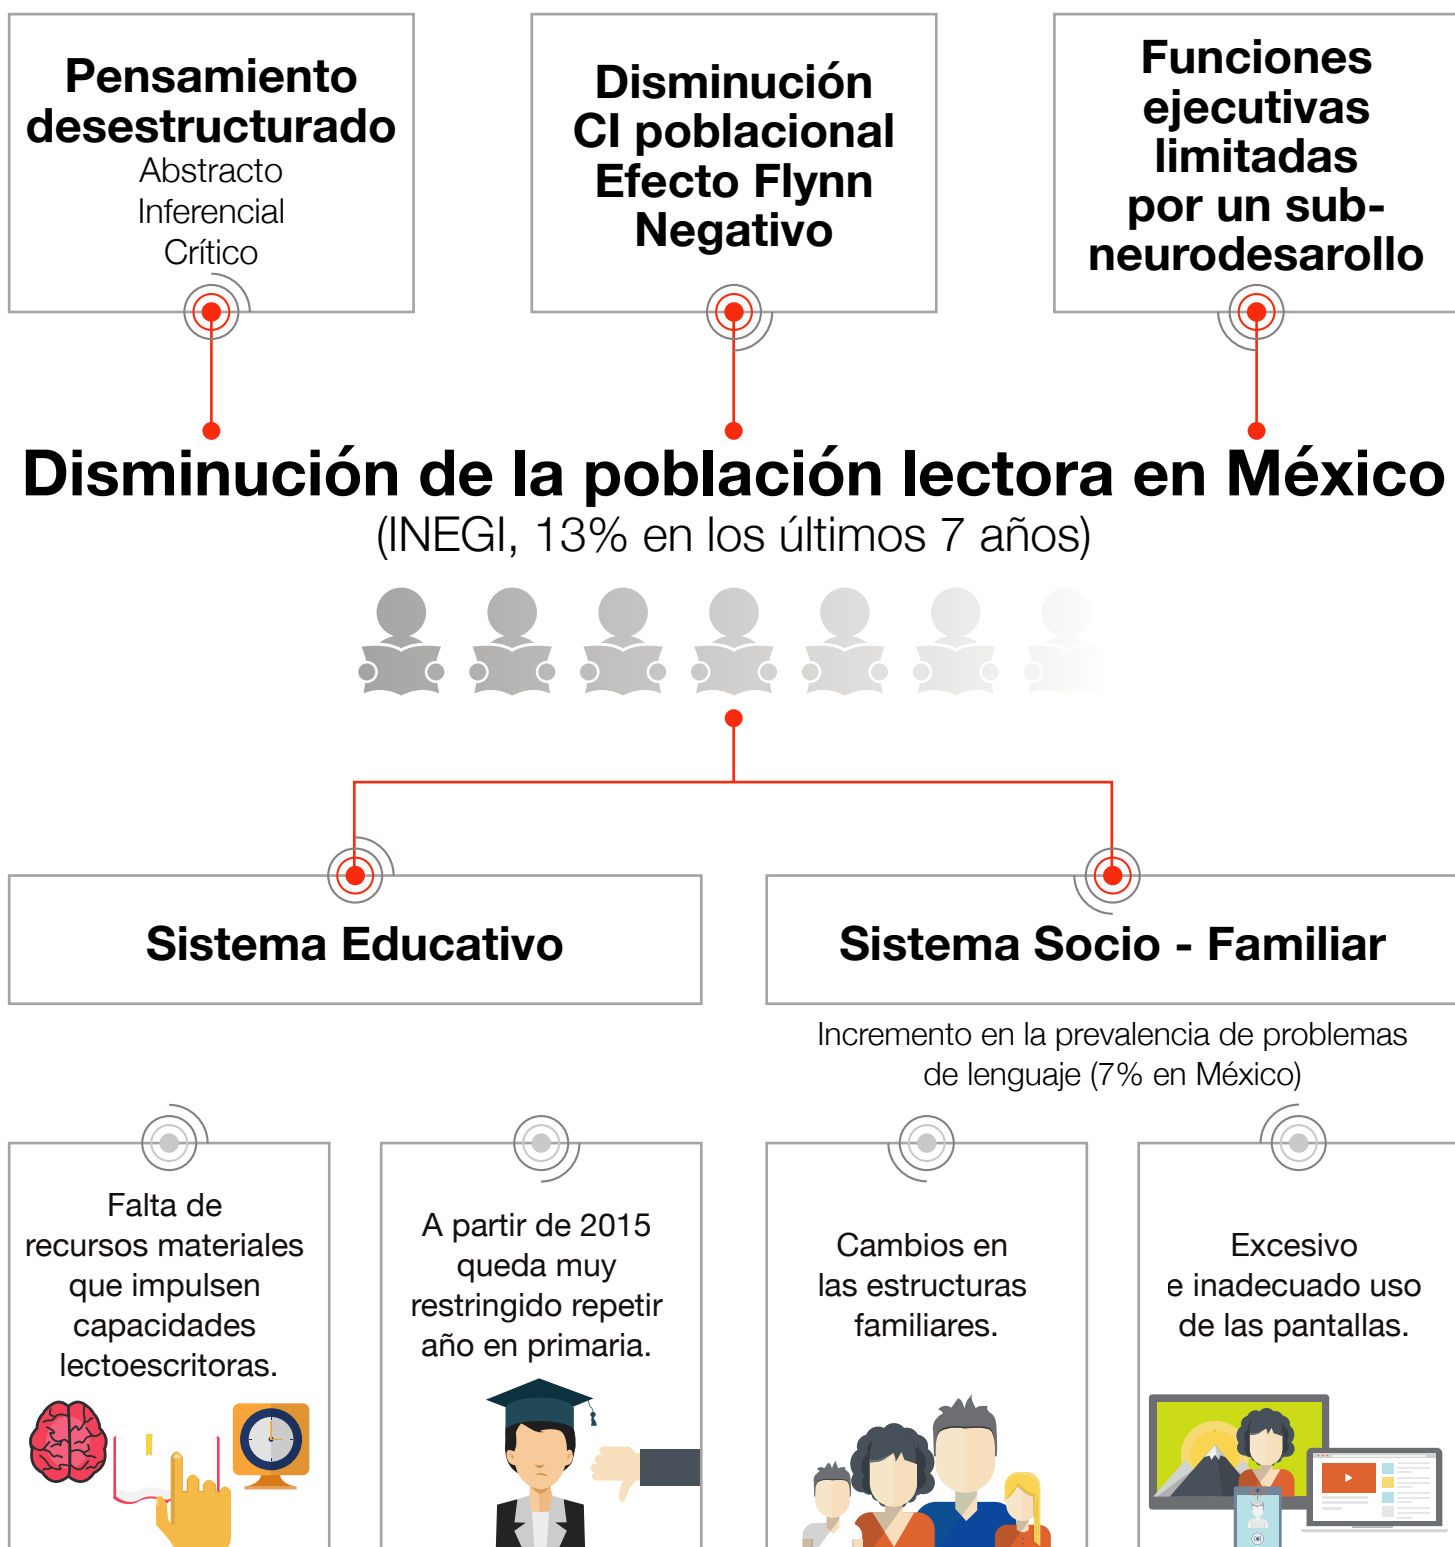 Pensamiento
desestructurado
Abstracto
Inferencial
Crítico
Disminución
CI poblacional
Efecto Flynn
Negativo
Funciones
ejecutivas
limitadas
por un sub-
neurodesarollo
Disminución de la población lectora en México
(INEGI, 13% en los últimos 7 años)
Sistema Educativo
Sistema Socio - Familiar
Incremento en la prevalencia de problemas
de lenguaje (7% en México)
Falta de
recursos materiales
que impulsen
capacidades
lectoescritoras.
A partir de 2015
queda muy
restringido repetir
año en primaria.
Cambios en
las estructuras
familiares.
Excesivo
e inadecuado uso
de las pantallas.